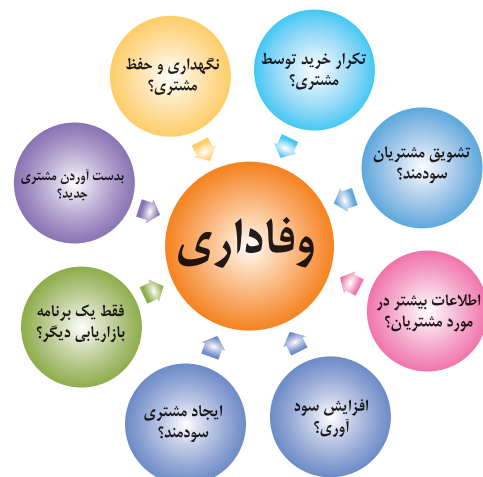 تکرار خرید توسط
مشتری؟
نگهداری و حفظ
مشتری؟
تشویق مشتریان
سودمند؟
بدست آوردن مشتری
جدید؟
وفاداری
اطلاعات بیشتر در
مورد مشتریان؟
فقط یک برنامه
بازاریابی دیگر؟
افزایش سود
آوری؟
ایجاد مشتری
سودمند؟